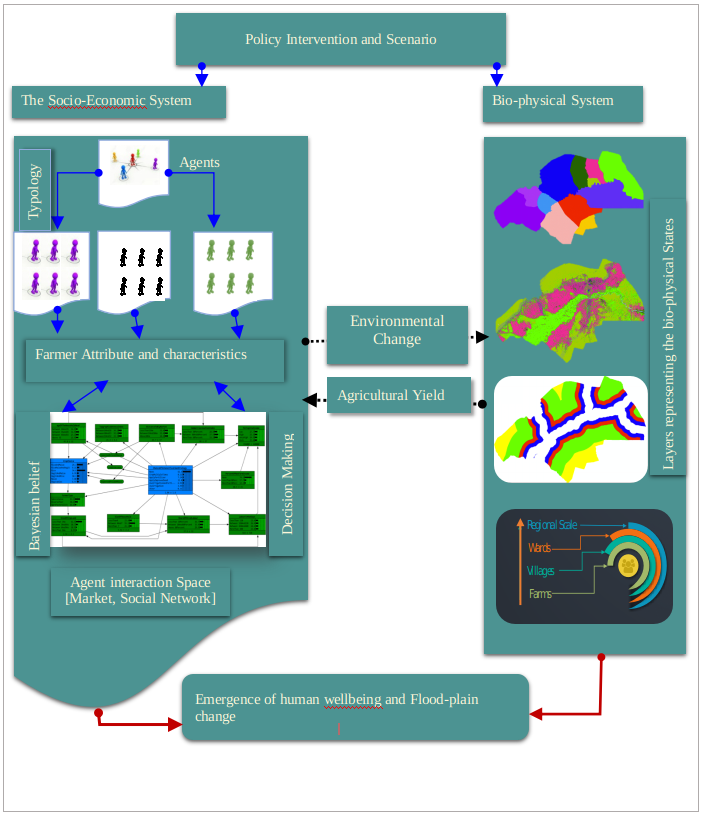 Policy Intervention and Scenario
The Socio-Economic System
Bio-physical System
Typology
Agents
Farmer Attribute and characteristics
Environmental
Change
Agricultural Yield
Layers representing the bio-physical States
Bayesian belief
Decision Making
Agent interaction Space
[Market, Social Network]
Regional Scale
Wards
Villages
Farms
Emergence of human wellbeing and Flood-plain
change